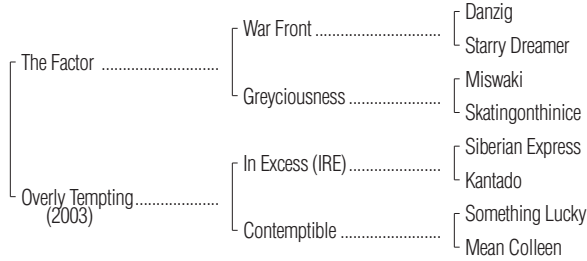 Danzig
War Front
Starry Dreamer
The Factor
Miswaki
Greyciousness
Skatingonthinice
Siberian Express
In Excess (IRE)
Kantado
Overly Tempting
(2003)
Something Lucky
Contemptible
Mean Colleen